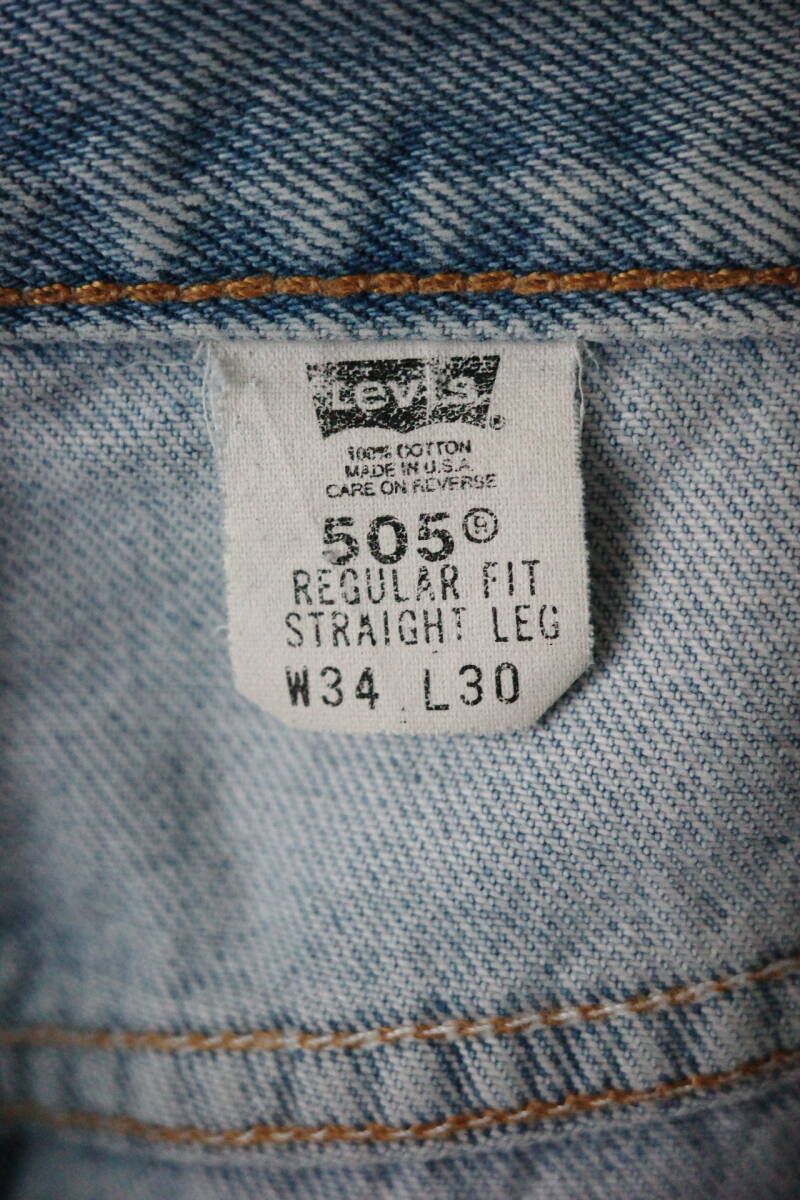 Levi's®
100% COTTON
MADE IN U.S.A.
CARE ON REVERSE
505®
REGULAR FIT
STRAIGHT LEG
W34 L30